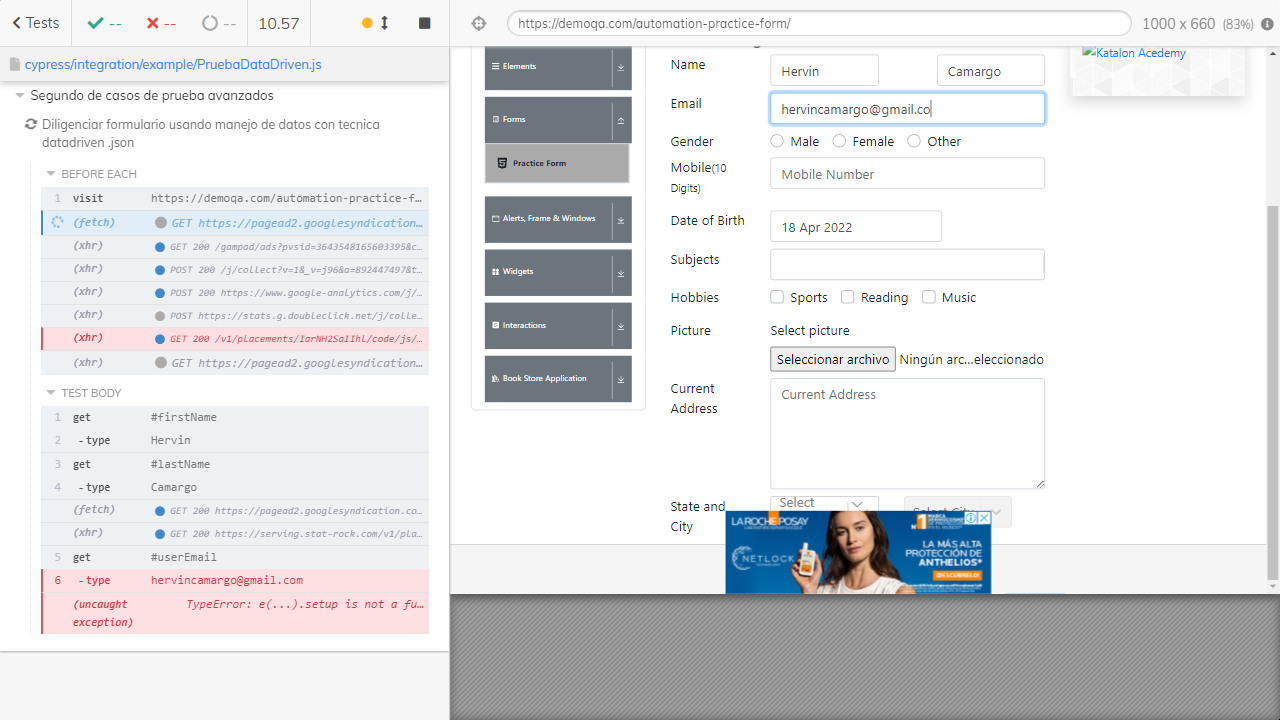 Tests
--
--
--
10.57
https://demoqa.com/automation-practice-form/
1000 x 660 (83%)
cypress/integration/example/PruebaDataDriven.js
Segundo de casos de prueba avanzados
Diligenciar formulario usando manejo de datos con tecnica
datadriven .json
BEFORE EACH
1 visit https://demoqa.com/automation-practice-f...
(fetch) GET https://pagead2.googlesyndication...
(xhr) GET 200 /gampad/ads?pvsid=3643548165603395&c...
(xhr) POST 200 /j/collect?v=1&_v=j96&a=892447497&t...
(xhr) POST 200 https://www.google-analytics.com/j/...
(xhr) POST https://stats.g.doubleclick.net/j/colle...
(xhr) GET 200 /v1/placements/IarNH2SaIIhl/code/js/...
(xhr) GET https://pagead2.googlesyndication...
TEST BODY
1 get #firstName
2 -type Hervin
3 get #lastName
4 -type Camargo
(fetch) GET 200 https://pagead2.googlesyndication.co...
(xhr) GET 200 https://serving.stat-rock.com/v1/pla...
5 get #userEmail
6 -type hervincamargo@gmail.com
(uncaught TypeError: e(...).setup is not a fu...
exception)
Elements
Forms
Practice Form
Alerts, Frame & Windows
Widgets
Interactions
Book Store Application
Name Hervin Camargo
Email hervincamargo@gmail.co
Gender Male Female Other
Mobile(10
Digits)
Mobile Number
Date of Birth 18 Apr 2022
Subjects
Hobbies Sports Reading Music
Picture Select picture
Seleccionar archivo Ningún arc...eleccionado
Current
Address
Current Address
State and
City
Select
Katalon Acedemy
LA ROCHE POSAY
NETLOCK
LA MÁS ALTA
PROTECCIÓN DE
ANTHELIOS*
¡DESCÚBRELO!